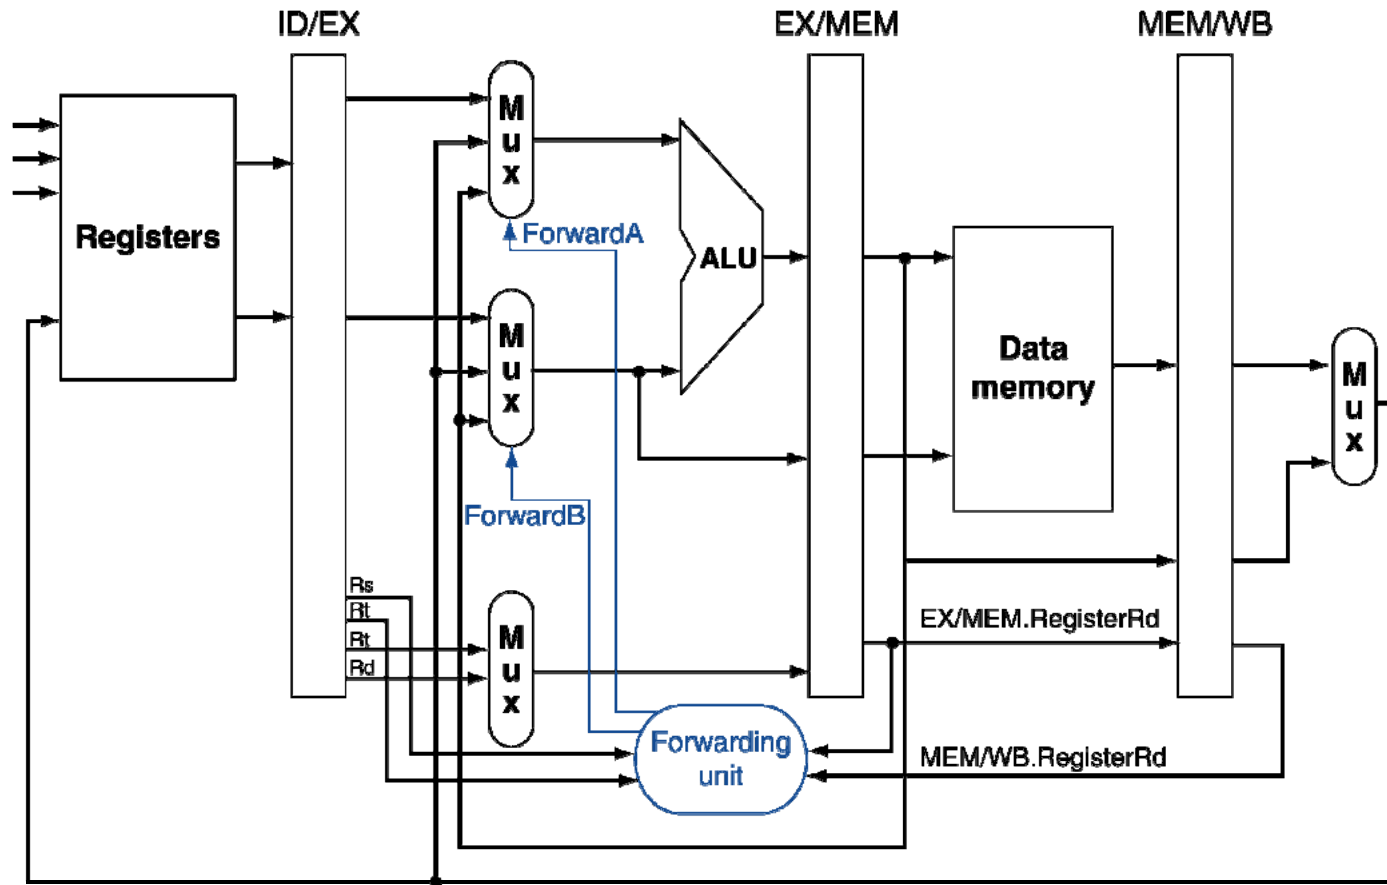 ID/EX
EX/MEM
MEM/WB
Registers
M
u
x
ForwardA
ALU
M
u
x
ForwardB
Data
memory
M
u
x
Rs
Rt
Rt
Rd
M
u
x
EX/MEM.RegisterRd
Forwarding
unit
MEM/WB.RegisterRd